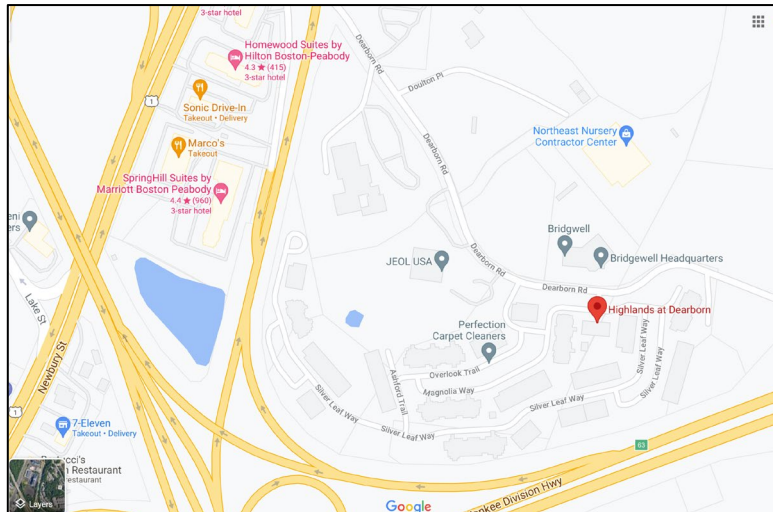 3-star hotel
Homewood Suites by
Hilton Boston-Peabody
4.3 ★ (415)
3-star hotel
1
Sonic Drive-In
Takeout • Delivery
Marco's
Takeout
SpringHill Suites by
Marriott Boston Peabody
4.4 ★ (960)
3-star hotel
Dearborn Rd
Doulton Pl
Dearborn Rd
Northeast Nursery
Contractor Center
Bridgwell
Bridgewell Headquarters
JEOL USA
Dearborn Rd
Dearborn Rd
Highlands at Dearborn
Perfection
Carpet Cleaners
Lake St
Newbury St
Overlook Trail
Magnolia Way
Ashford Trail
Silver Leaf Way
Silver Leaf Way
Silver Leaf Way
Silver Leaf Way
Silver Leaf Way
1
7-Eleven
Takeout • Delivery
Restaurant
63
Division Hwy
Layers
Google